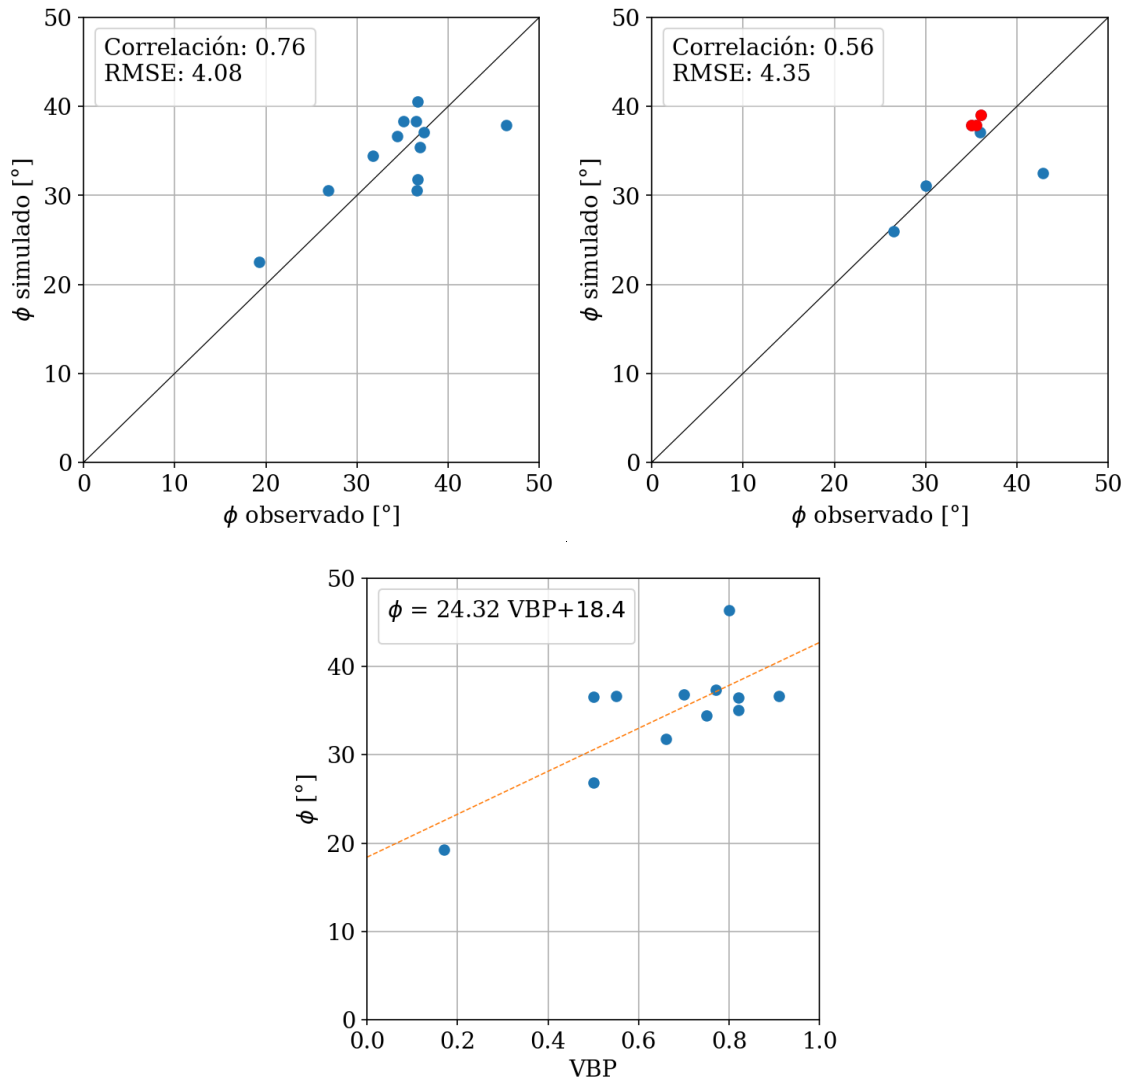 Correlación: 0.76
RMSE: 4.08
50
40
30
20
10
0
ϕ simulado [°]
0 10 20 30 40 50
ϕ observado [°]
Correlación: 0.56
RMSE: 4.35
50
40
30
20
10
0
ϕ simulado [°]
0 10 20 30 40 50
ϕ observado [°]
ϕ = 24.32 VBP+18.4
50
40
30
20
10
0
ϕ [°]
0.0 0.2 0.4 0.6 0.8 1.0
VBP